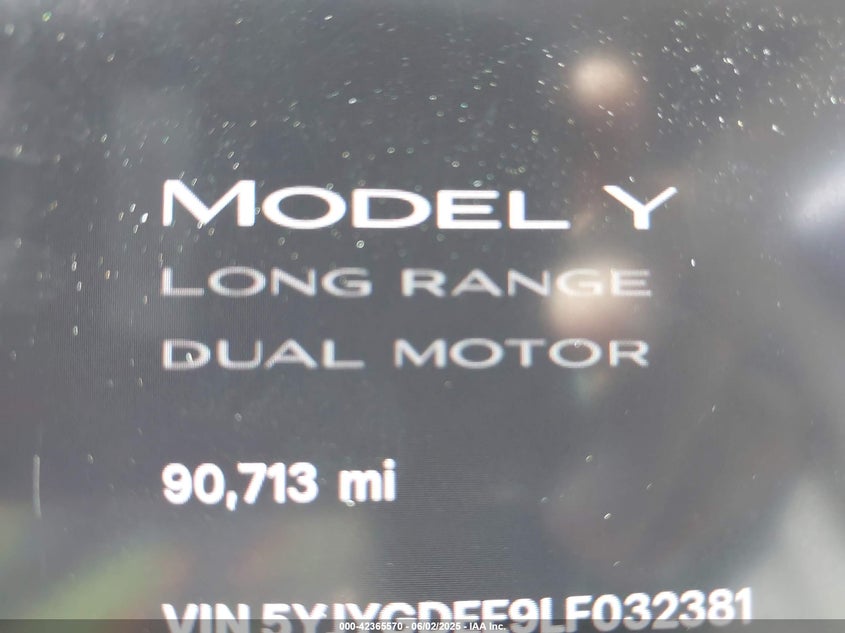 MODEL Y
LONG RANGE
DUAL MOTOR
90,713 mi
VIN 5YJYGDEE9LF032381
000-42365570 - 06/02/2025 - IAA Inc.